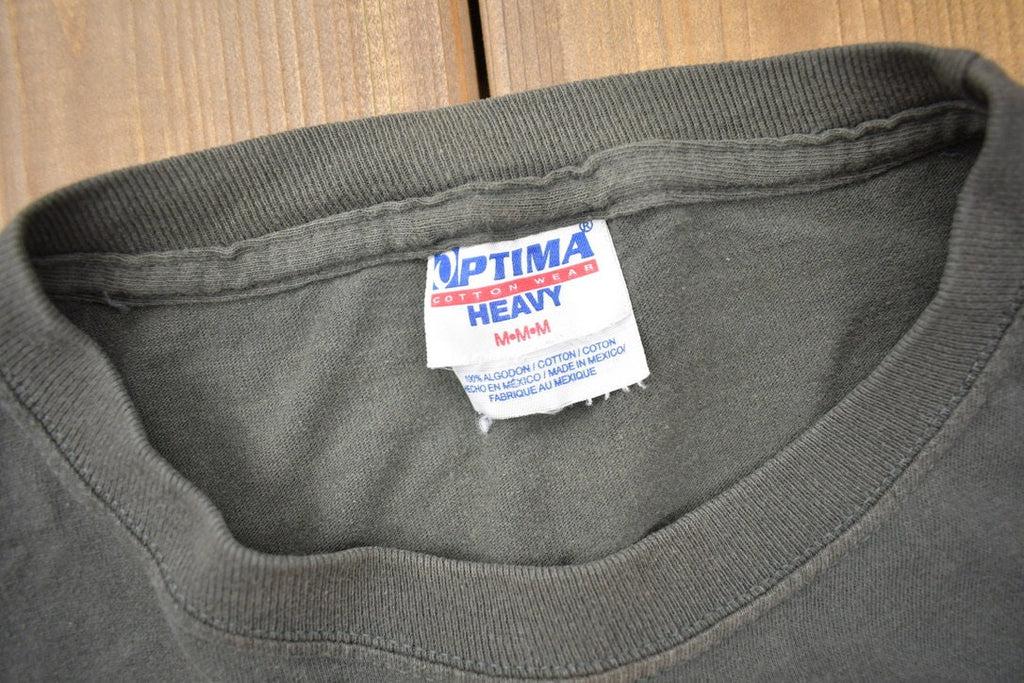 OPTIMA®
COTTON WEAR
HEAVY
M•M•M
100% ALGODON / COTTON / COTON
HECHO EN MÉXICO / MADE IN MEXICO/
FABRIQUE AU MEXIQUE